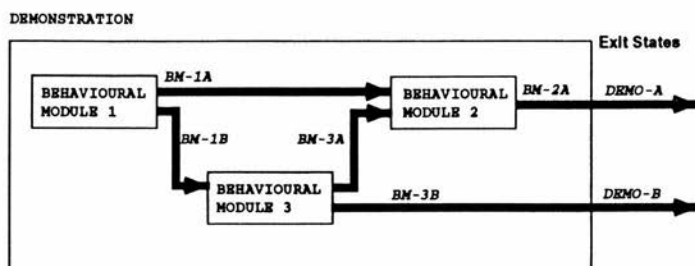 DEMONSTRATION
Exit States
BEHAVIOURAL
MODULE 1
BM-1A
BEHAVIOURAL
MODULE 2
BM-2A
DEMO-A
BM-1B
BM-3A
BEHAVIOURAL
MODULE 3
BM-3B
DEMO-B